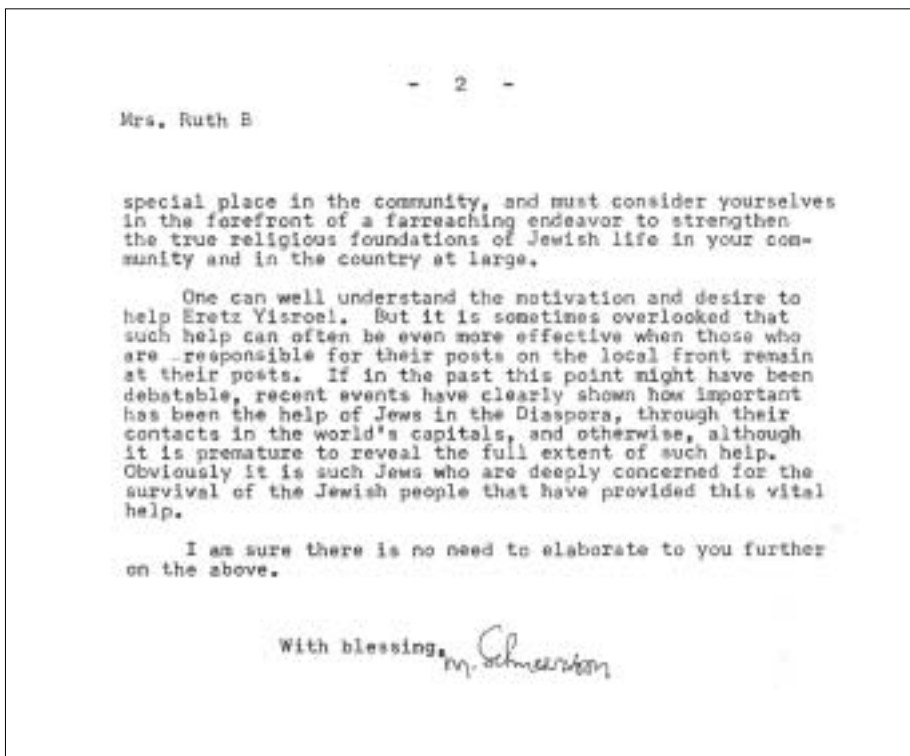 - 2 -
Mrs. Ruth B
special place in the community, and must consider yourselves
in the forefront of a farreaching endeavor to strengthen
the true religious foundations of Jewish life in your com-
munity and in the country at large.
One can well understand the motivation and desire to
help Eretz Yisroel. But it is sometimes overlooked that
such help can often be even more effective when those who
are responsible for their posts on the local front remain
at their posts. If in the past this point might have been
debatable, recent events have clearly shown how important
has been the help of Jews in the Diaspora, through their
contacts in the world's capitals, and otherwise, although
it is premature to reveal the full extent of such help.
Obviously it is such Jews who are deeply concerned for the
survival of the Jewish people that have provided this vital
help.
I am sure there is no need to elaborate to you further
on the above.
With blessing, M. Schneerson